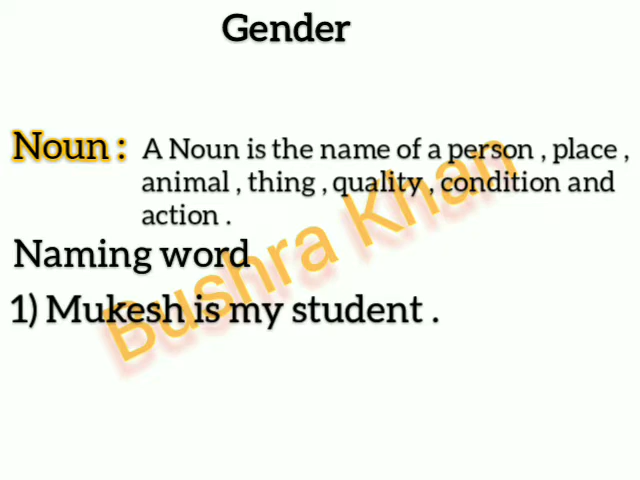 Gender
Noun : A Noun is the name of a person , place ,
animal , thing , quality , condition and
action .
Naming word
1) Mukesh is my student .
Bushra Khan